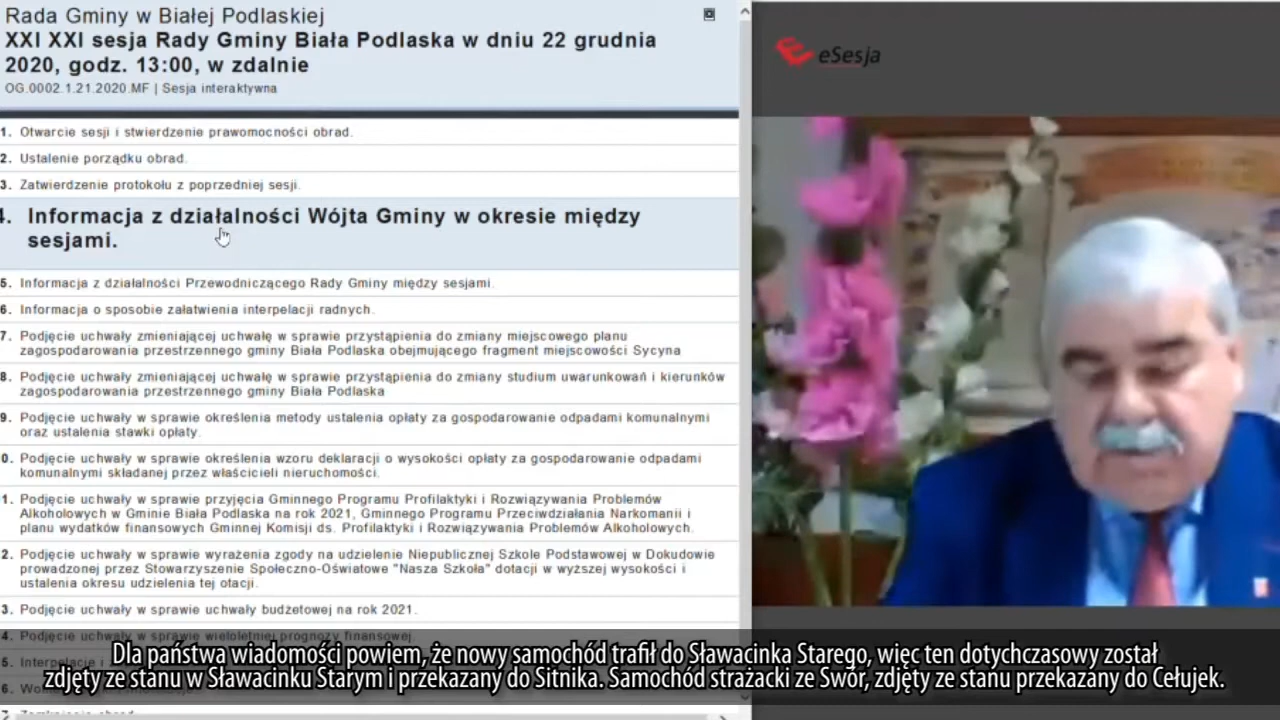 Rada Gminy w Białej Podlaskiej
XXI XXI sesja Rady Gminy Biała Podlaska w dniu 22 grudnia
2020, godz. 13:00, w zdalnie
OG.0002.1.21.2020.MF | Sesja interaktywna
eSesja
1. Otwarcie sesji i stwierdzenie prawomocności obrad.
2. Ustalenie porządku obrad.
3. Zatwierdzenie protokołu z poprzedniej sesji.
4. Informacja z działalności Wójta Gminy w okresie między
sesjami.
5. Informacja z działalności Przewodniczącego Rady Gminy między sesjami.
6. Informacja o sposobie załatwienia interpelacji radnych.
7. Podjęcie uchwały zmieniającej uchwałę w sprawie przystąpienia do zmiany miejscowego planu
zagospodarowania przestrzennego gminy Biała Podlaska obejmującego fragment miejscowości Sycyna
8. Podjęcie uchwały zmieniającej uchwałę w sprawie przystąpienia do zmiany studium uwarunkowań i kierunków
zagospodarowania przestrzennego gminy Biała Podlaska
9. Podjęcie uchwały w sprawie określenia metody ustalenia opłaty za gospodarowanie odpadami komunalnymi
oraz ustalenia stawki opłaty.
0. Podjęcie uchwały w sprawie określenia wzoru deklaracji o wysokości opłaty za gospodarowanie odpadami
komunalnymi składanej przez właścicieli nieruchomości.
1. Podjęcie uchwały w sprawie przyjęcia Gminnego Programu Profilaktyki i Rozwiązywania Problemów
Alkoholowych w Gminie Biała Podlaska na rok 2021, Gminnego Programu Przeciwdziałania Narkomanii i
planu wydatków finansowych Gminnej Komisji ds. Profilaktyki i Rozwiązywania Problemów Alkoholowych.
2. Podjęcie uchwały w sprawie wyrażenia zgody na udzielenie Niepublicznej Szkole Podstawowej w Dokudowie
prowadzonej przez Stowarzyszenie Społeczno-Oświatowe "Nasza Szkoła" dotacji w wyższej wysokości i
ustalenia okresu udzielenia tej otacji.
3. Podjęcie uchwały w sprawie uchwały budżetowej na rok 2021.
4. Podjęcie uchwały w sprawie wieloletniej prognozy finansowej.
5. Interpelacje i
6.
Dla państwa wiadomości powiem, że nowy samochód trafił do Sławacinka Starego, więc ten dotychczasowy został
zdjęty ze stanu w Sławacinku Starym i przekazany do Sitnika. Samochód strażacki ze Swór, zdjęty ze stanu przekazany do Cełujek.